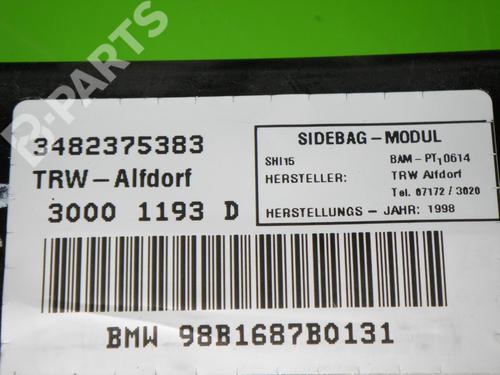 B-PARTS
3482375383
TRW-Alfdorf
3000 1193 D
SIDEBAG-MODUL
SHI15 BAM-PT10614
HERSTELLER: TRW Alfdorf
Tel. 07172/3020
HERSTELLUNGS-JAHR: 1998
BMW 98B1687B0131